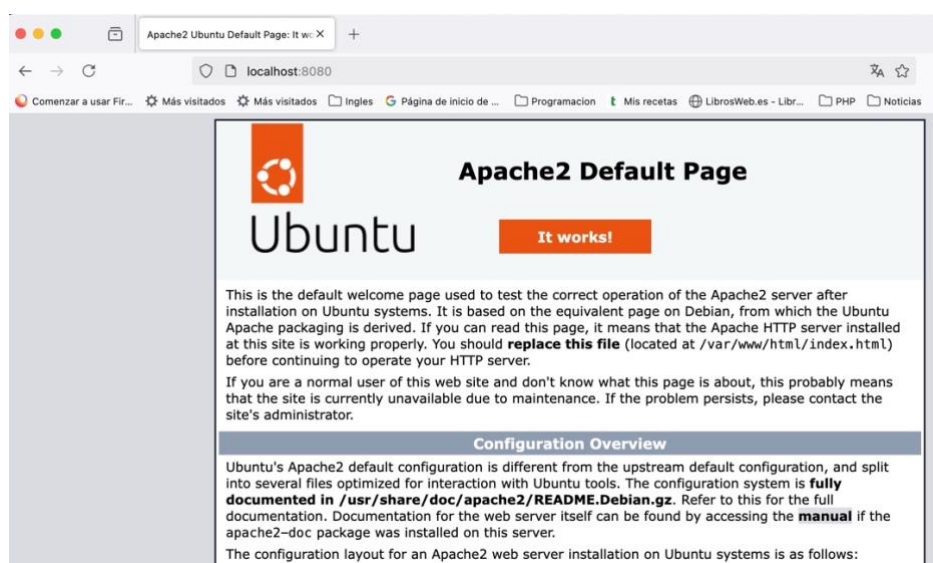 Apache2 Ubuntu Default Page: It wo
localhost:8080
Comenzar a usar Fir... Más visitados Más visitados Ingles Página de inicio de ... Programacion Mis recetas LibrosWeb.es - Libr... PHP Noticias
Apache2 Default Page
Ubuntu
It works!
This is the default welcome page used to test the correct operation of the Apache2 server after
installation on Ubuntu systems. It is based on the equivalent page on Debian, from which the Ubuntu
Apache packaging is derived. If you can read this page, it means that the Apache HTTP server installed
at this site is working properly. You should replace this file (located at /var/www/html/index.html)
before continuing to operate your HTTP server.
If you are a normal user of this web site and don't know what this page is about, this probably means
that the site is currently unavailable due to maintenance. If the problem persists, please contact the
site's administrator.
Configuration Overview
Ubuntu's Apache2 default configuration is different from the upstream default configuration, and split
into several files optimized for interaction with Ubuntu tools. The configuration system is fully
documented in /usr/share/doc/apache2/README.Debian.gz. Refer to this for the full
documentation. Documentation for the web server itself can be found by accessing the manual if the
apache2-doc package was installed on this server.
The configuration layout for an Apache2 web server installation on Ubuntu systems is as follows: